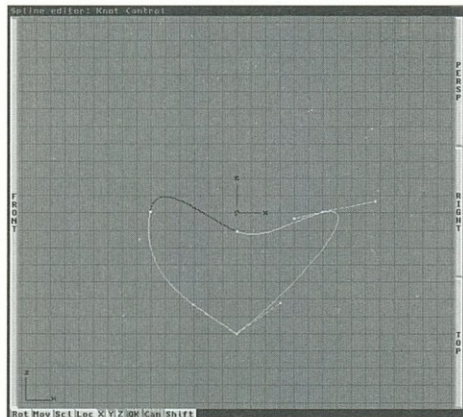 Spline editor: Knot Control
PERSP
FRONT
RIGHT
TOP
Z
X
Z
X
Rot Mov Scl Loc X Y Z OK Can Shift